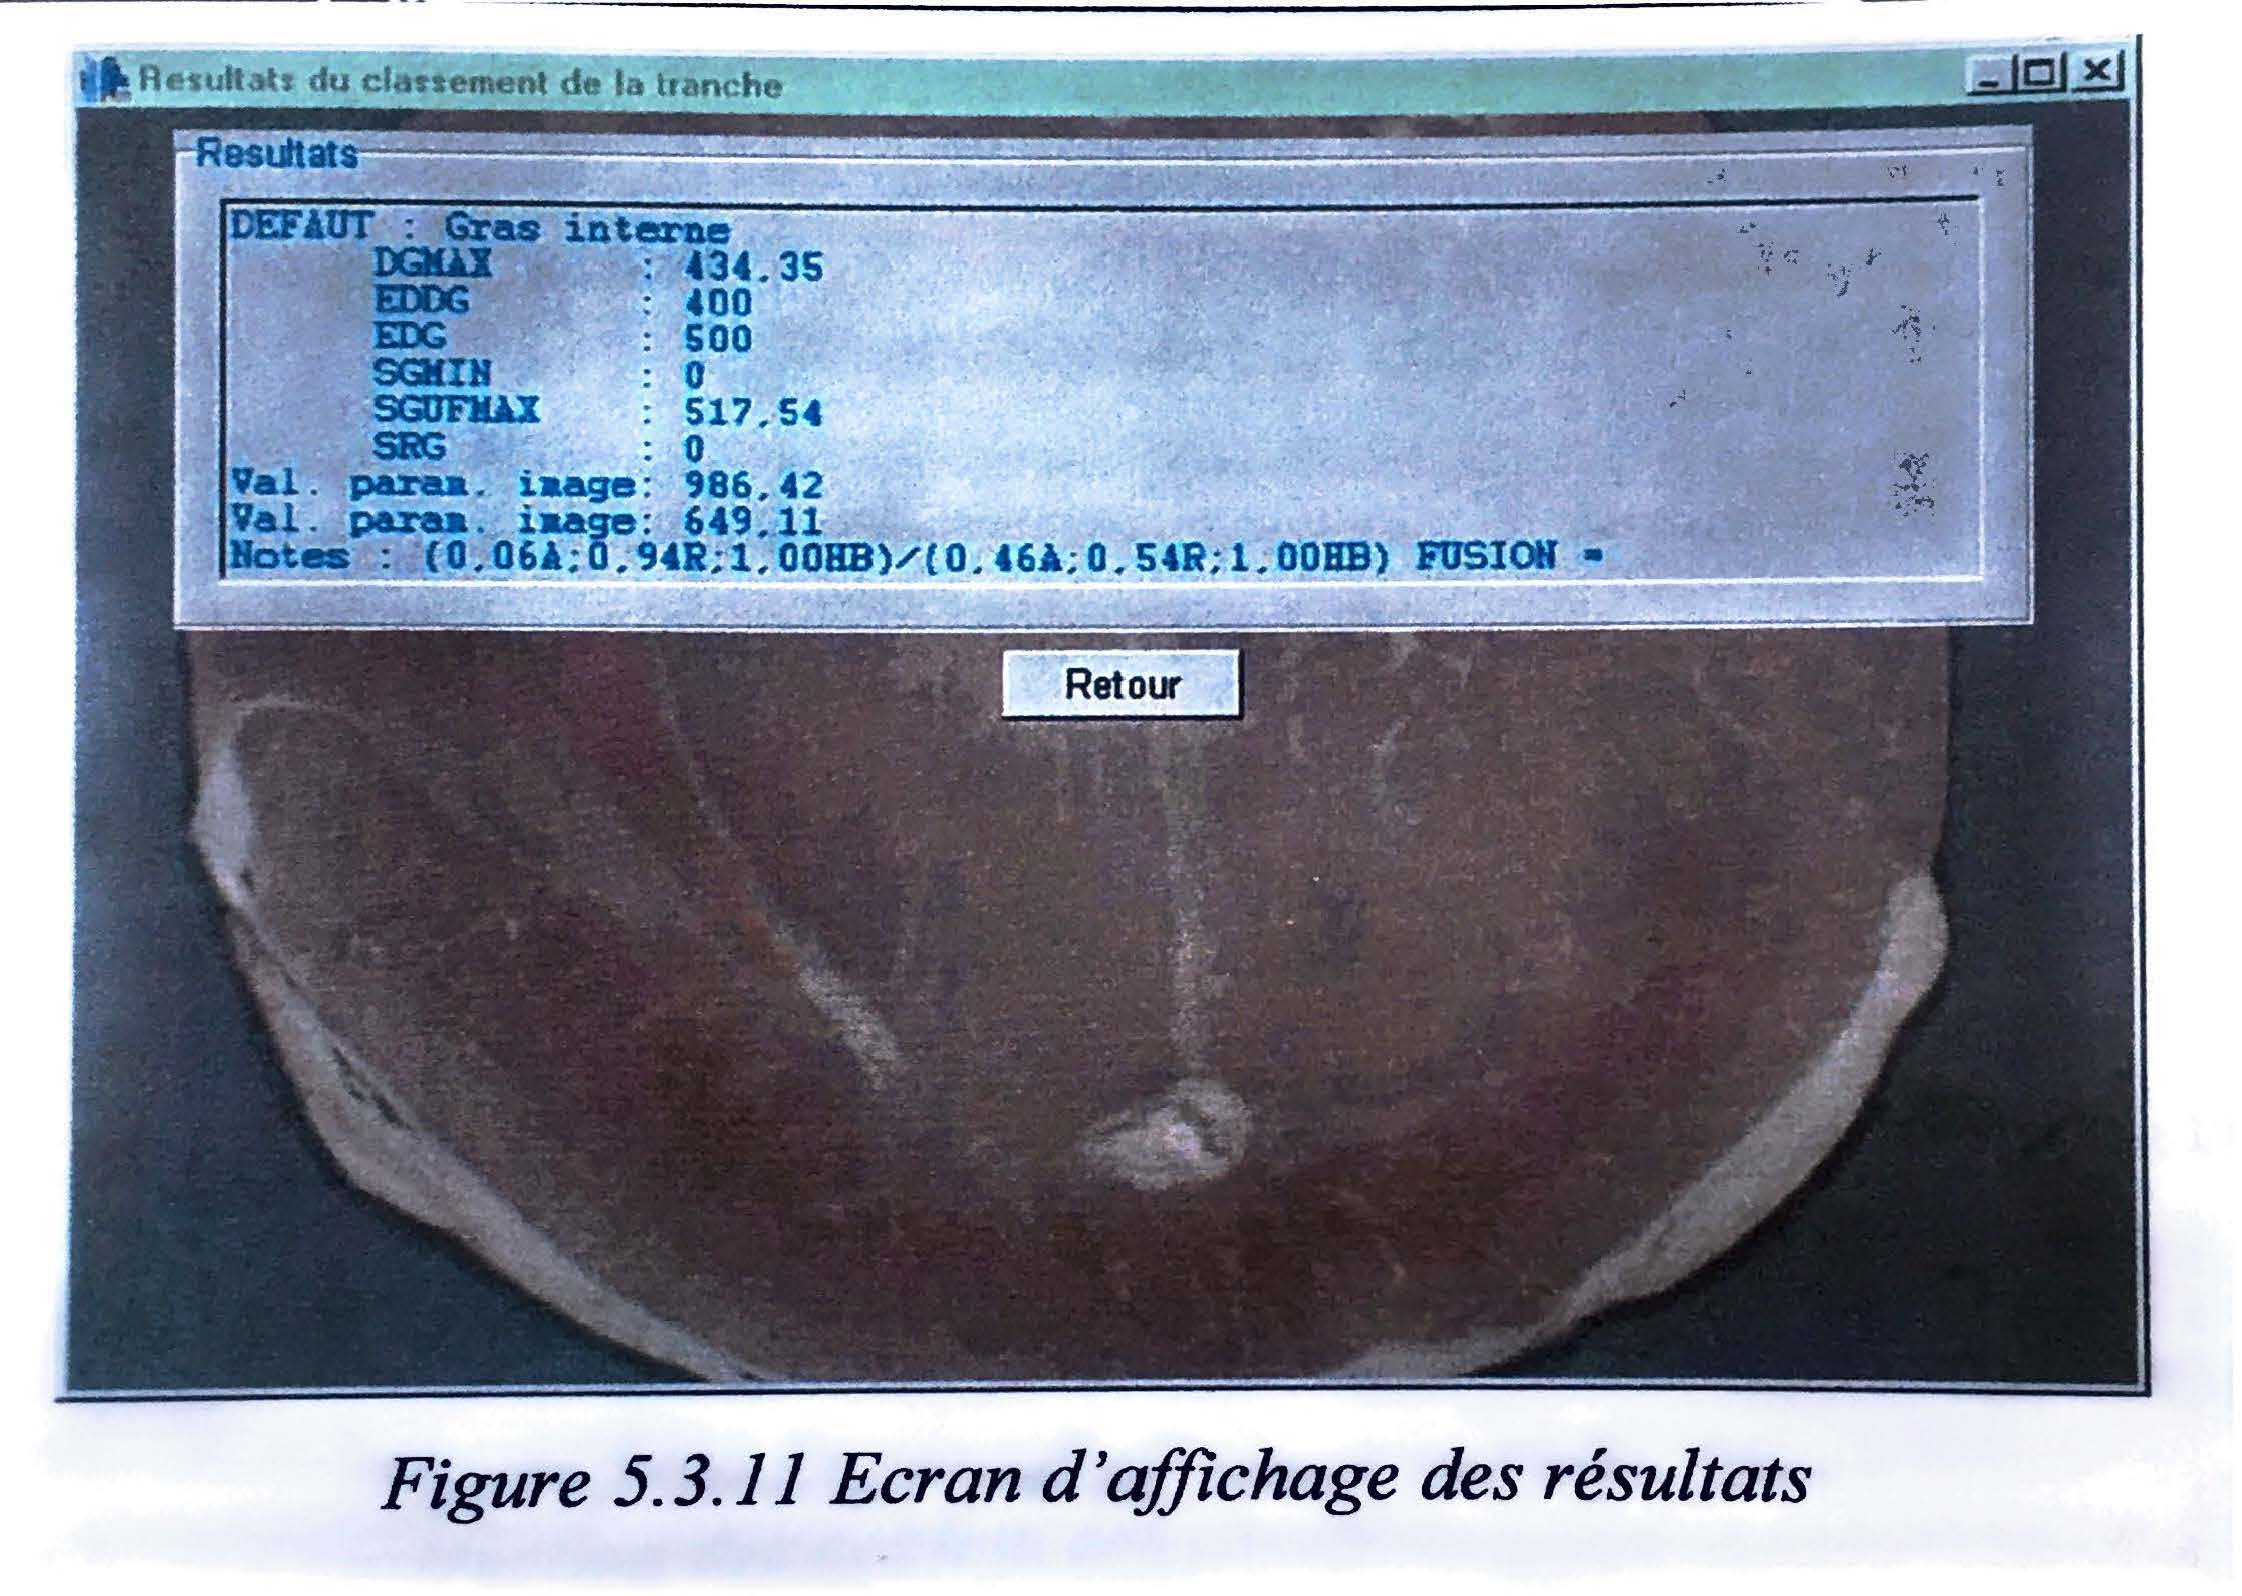 Resultats du classement de la tranche
Resultats
DEFAUT : Gras interne
DGMAX : 434.35
EDDG : 400
EDG : 500
SGMIN : 0
SGUFMAX : 517.54
SRG : 0
Val. param. image: 986.42
Val. param. image: 649.11
Notes : (0.06A;0.94R;1.00HB)/(0.46A;0.54R;1.00HB) FUSION =
Retour
Figure 5.3.11 Ecran d'affichage des résultats